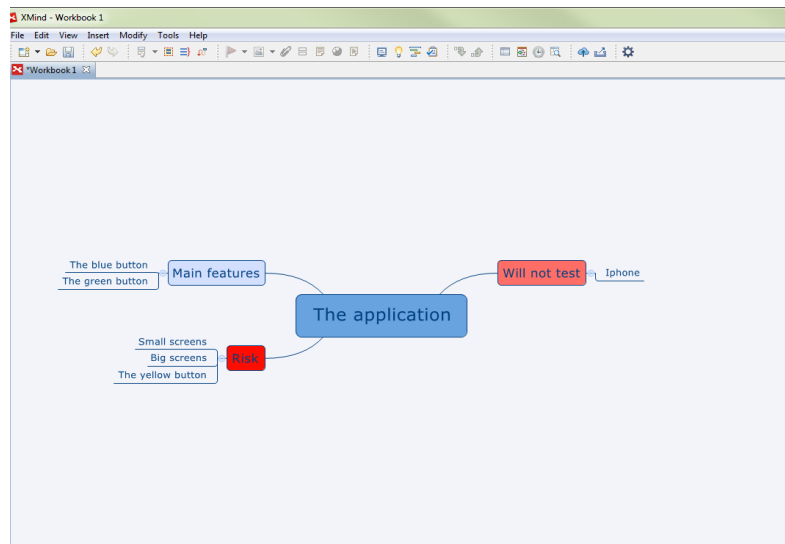 XMind - Workbook 1
File Edit View Insert Modify Tools Help
*Workbook 1
The blue button
The green button
Main features
Will not test
Iphone
The application
Small screens
Big screens
The yellow button
Risk